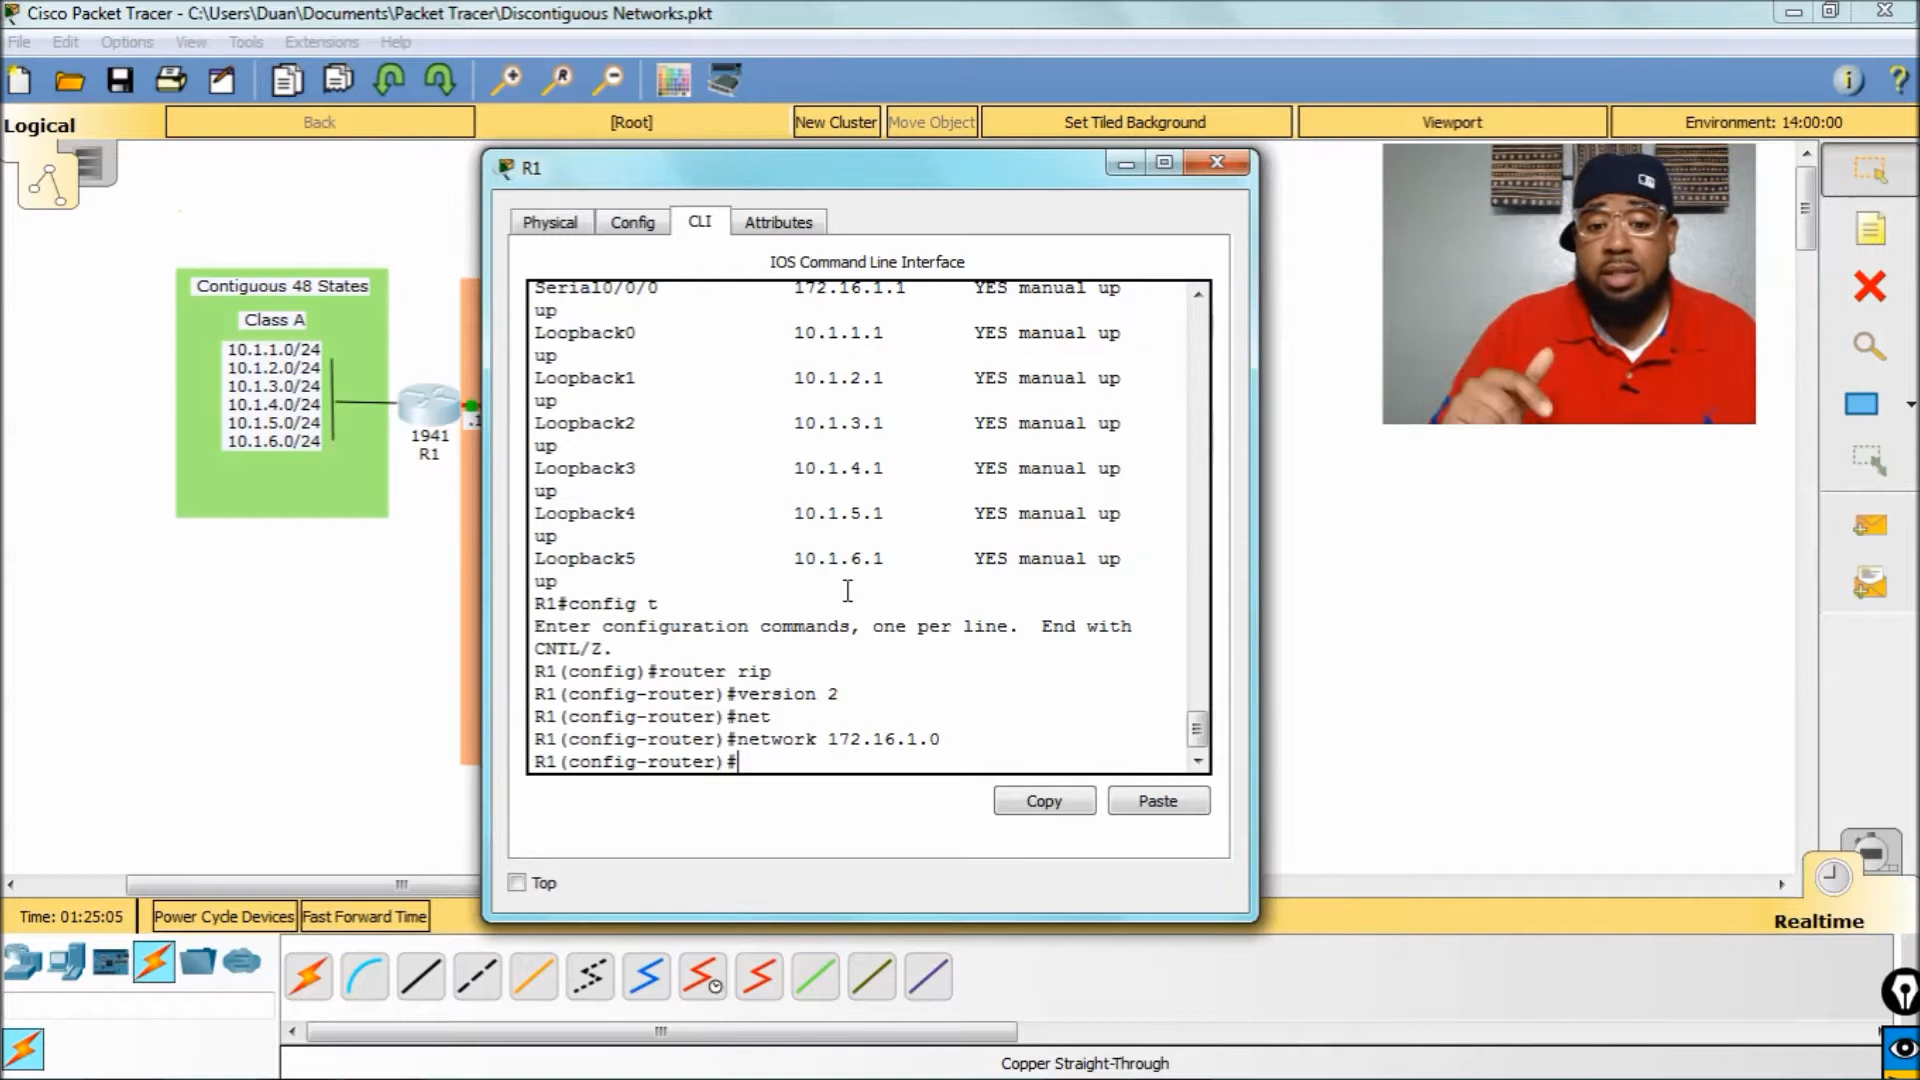 Cisco Packet Tracer - C:\Users\Duan\Documents\Packet Tracer\Discontiguous Networks.pkt
File Edit Options View Tools Extensions Help
Logical
Back
[Root]
New Cluster
Move Object
Set Tiled Background
Viewport
Environment: 14:00:00
R1
Physical Config CLI Attributes
IOS Command Line Interface
Serial0/0/0 172.16.1.1 YES manual up
up
Loopback0 10.1.1.1 YES manual up
up
Loopback1 10.1.2.1 YES manual up
up
Loopback2 10.1.3.1 YES manual up
up
Loopback3 10.1.4.1 YES manual up
up
Loopback4 10.1.5.1 YES manual up
up
Loopback5 10.1.6.1 YES manual up
up
R1#config t
Enter configuration commands, one per line. End with
CNTL/Z.
R1(config)#router rip
R1(config-router)#version 2
R1(config-router)#net
R1(config-router)#network 172.16.1.0
R1(config-router)#
Copy Paste
Top
Contiguous 48 States
Class A
10.1.1.0/24
10.1.2.0/24
10.1.3.0/24
10.1.4.0/24
10.1.5.0/24
10.1.6.0/24
1941
R1
.1
Time: 01:25:05
Power Cycle Devices
Fast Forward Time
Realtime
Copper Straight-Through